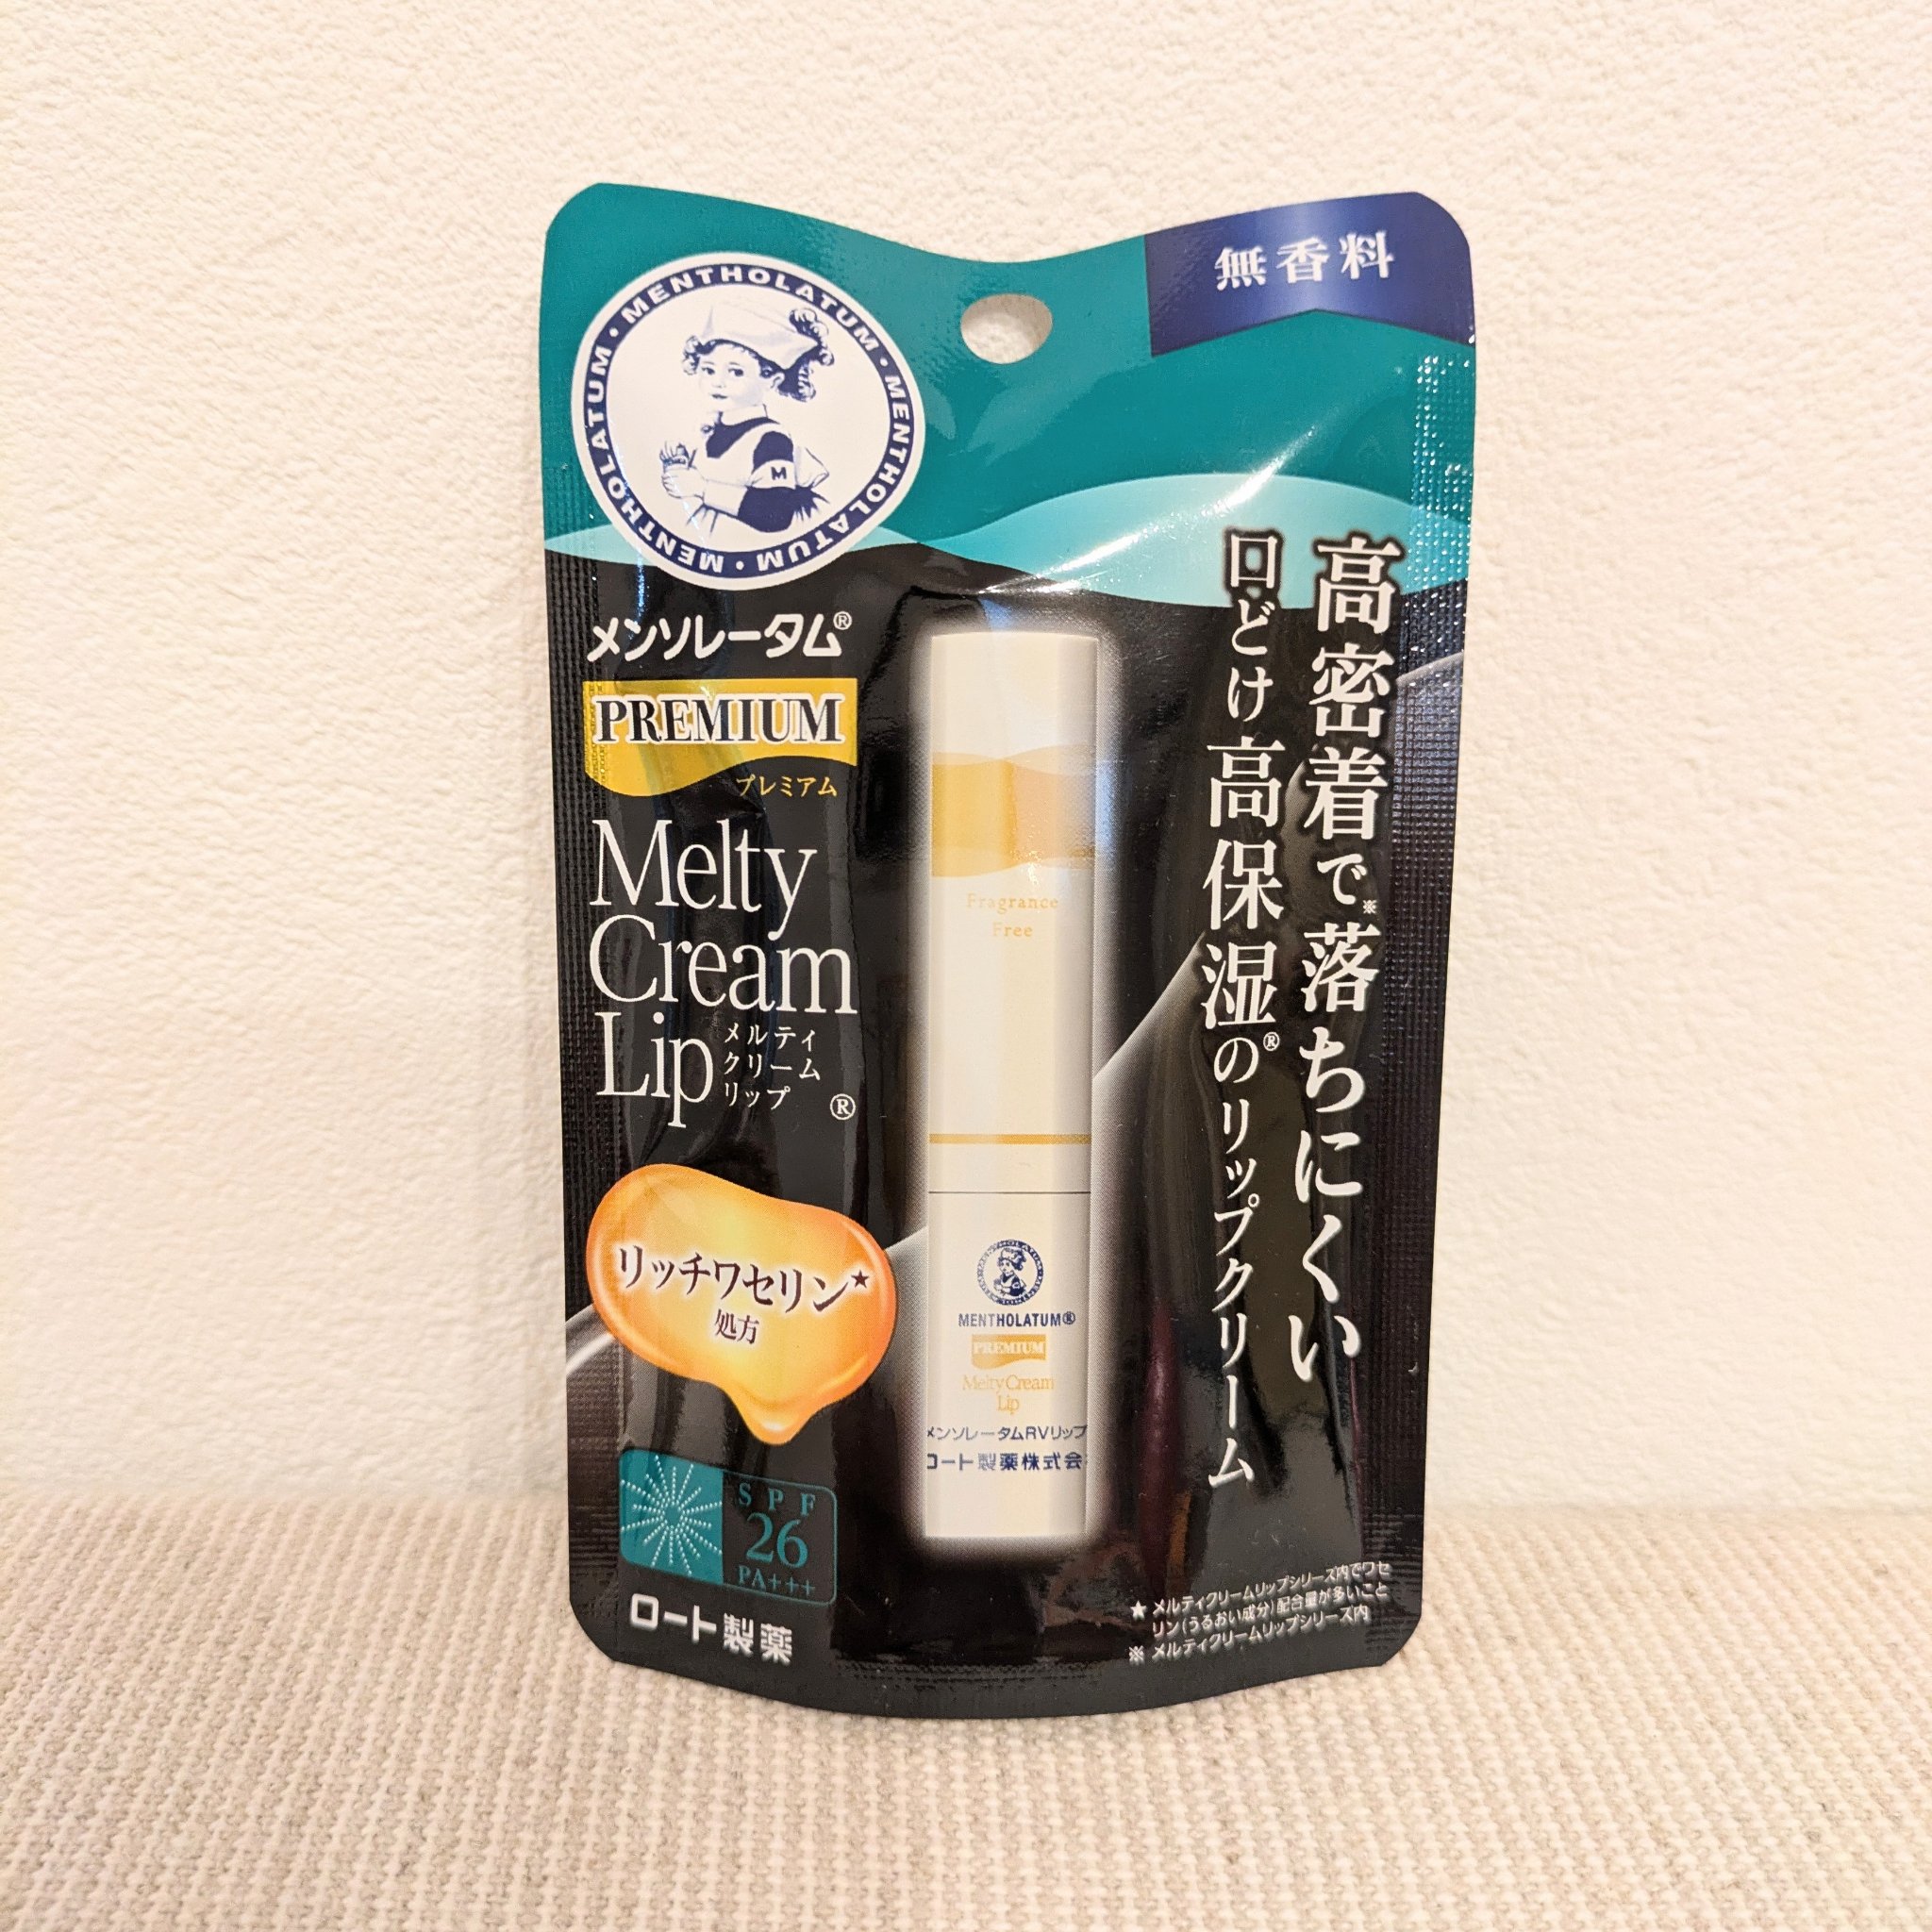 MENTHOLATUM・MENTHOLATUM・MENTHOLATUM・MENTHOLATUM・
無香料
メンソレータム®
PREMIUM
プレミアム
Melty
Cream
Lip
メルティ
クリーム
リップ
®
リッチワセリン★
処方
SPF
26
PA+++
ロート製薬
高密着で※落ちにくい
口どけ高保湿®のリップクリーム
Fragrance
Free
MENTHOLATUM
MENTHOLATUM®
PREMIUM
Melty Cream
Lip
メンソレータムRVリップ
ロート製薬株式会
★ メルティクリームリップシリーズ内でワセ
リン(うるおい成分)配合量が多いこと
※ メルティクリームリップシリーズ内